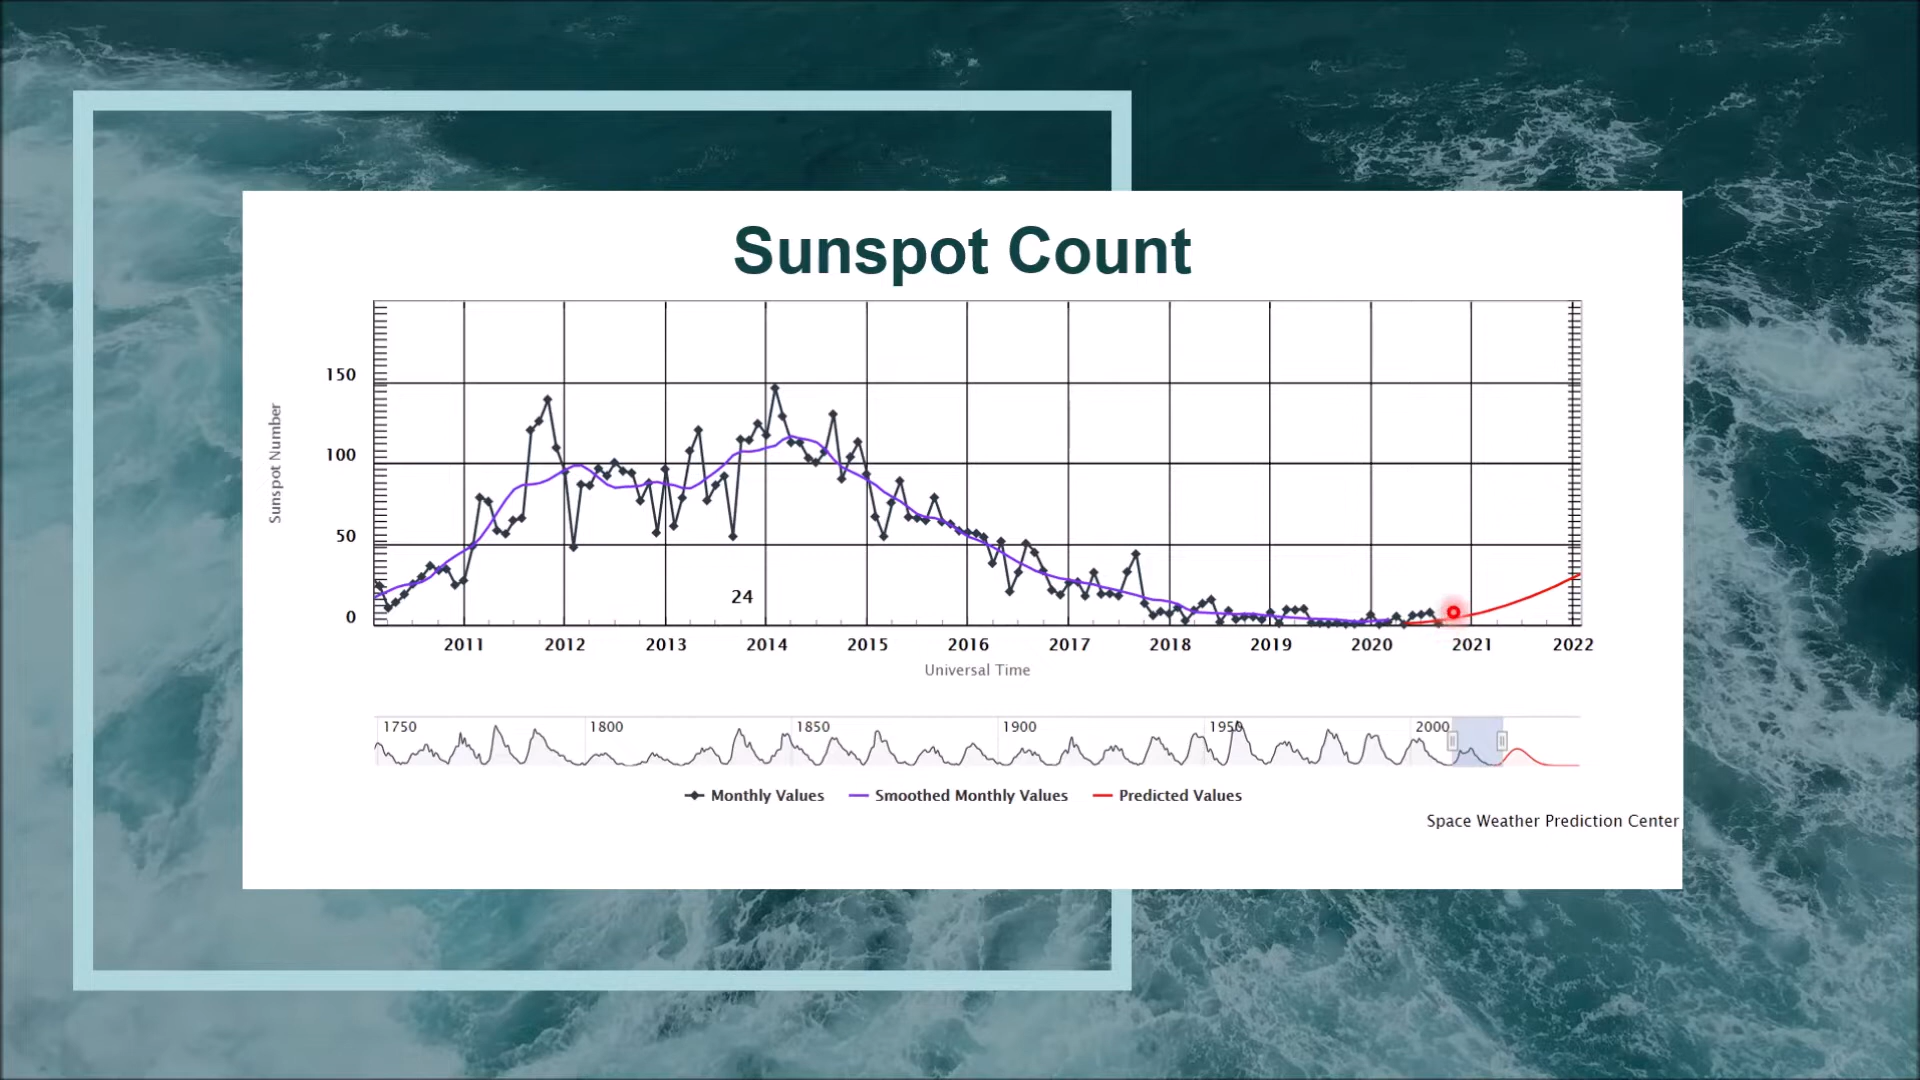 Sunspot Count
150
100
50
0
Sunspot Number
24
2011 2012 2013 2014 2015 2016 2017 2018 2019 2020 2021 2022
Universal Time
1750 1800 1850 1900 1950 2000
Monthly Values Smoothed Monthly Values Predicted Values
Space Weather Prediction Center